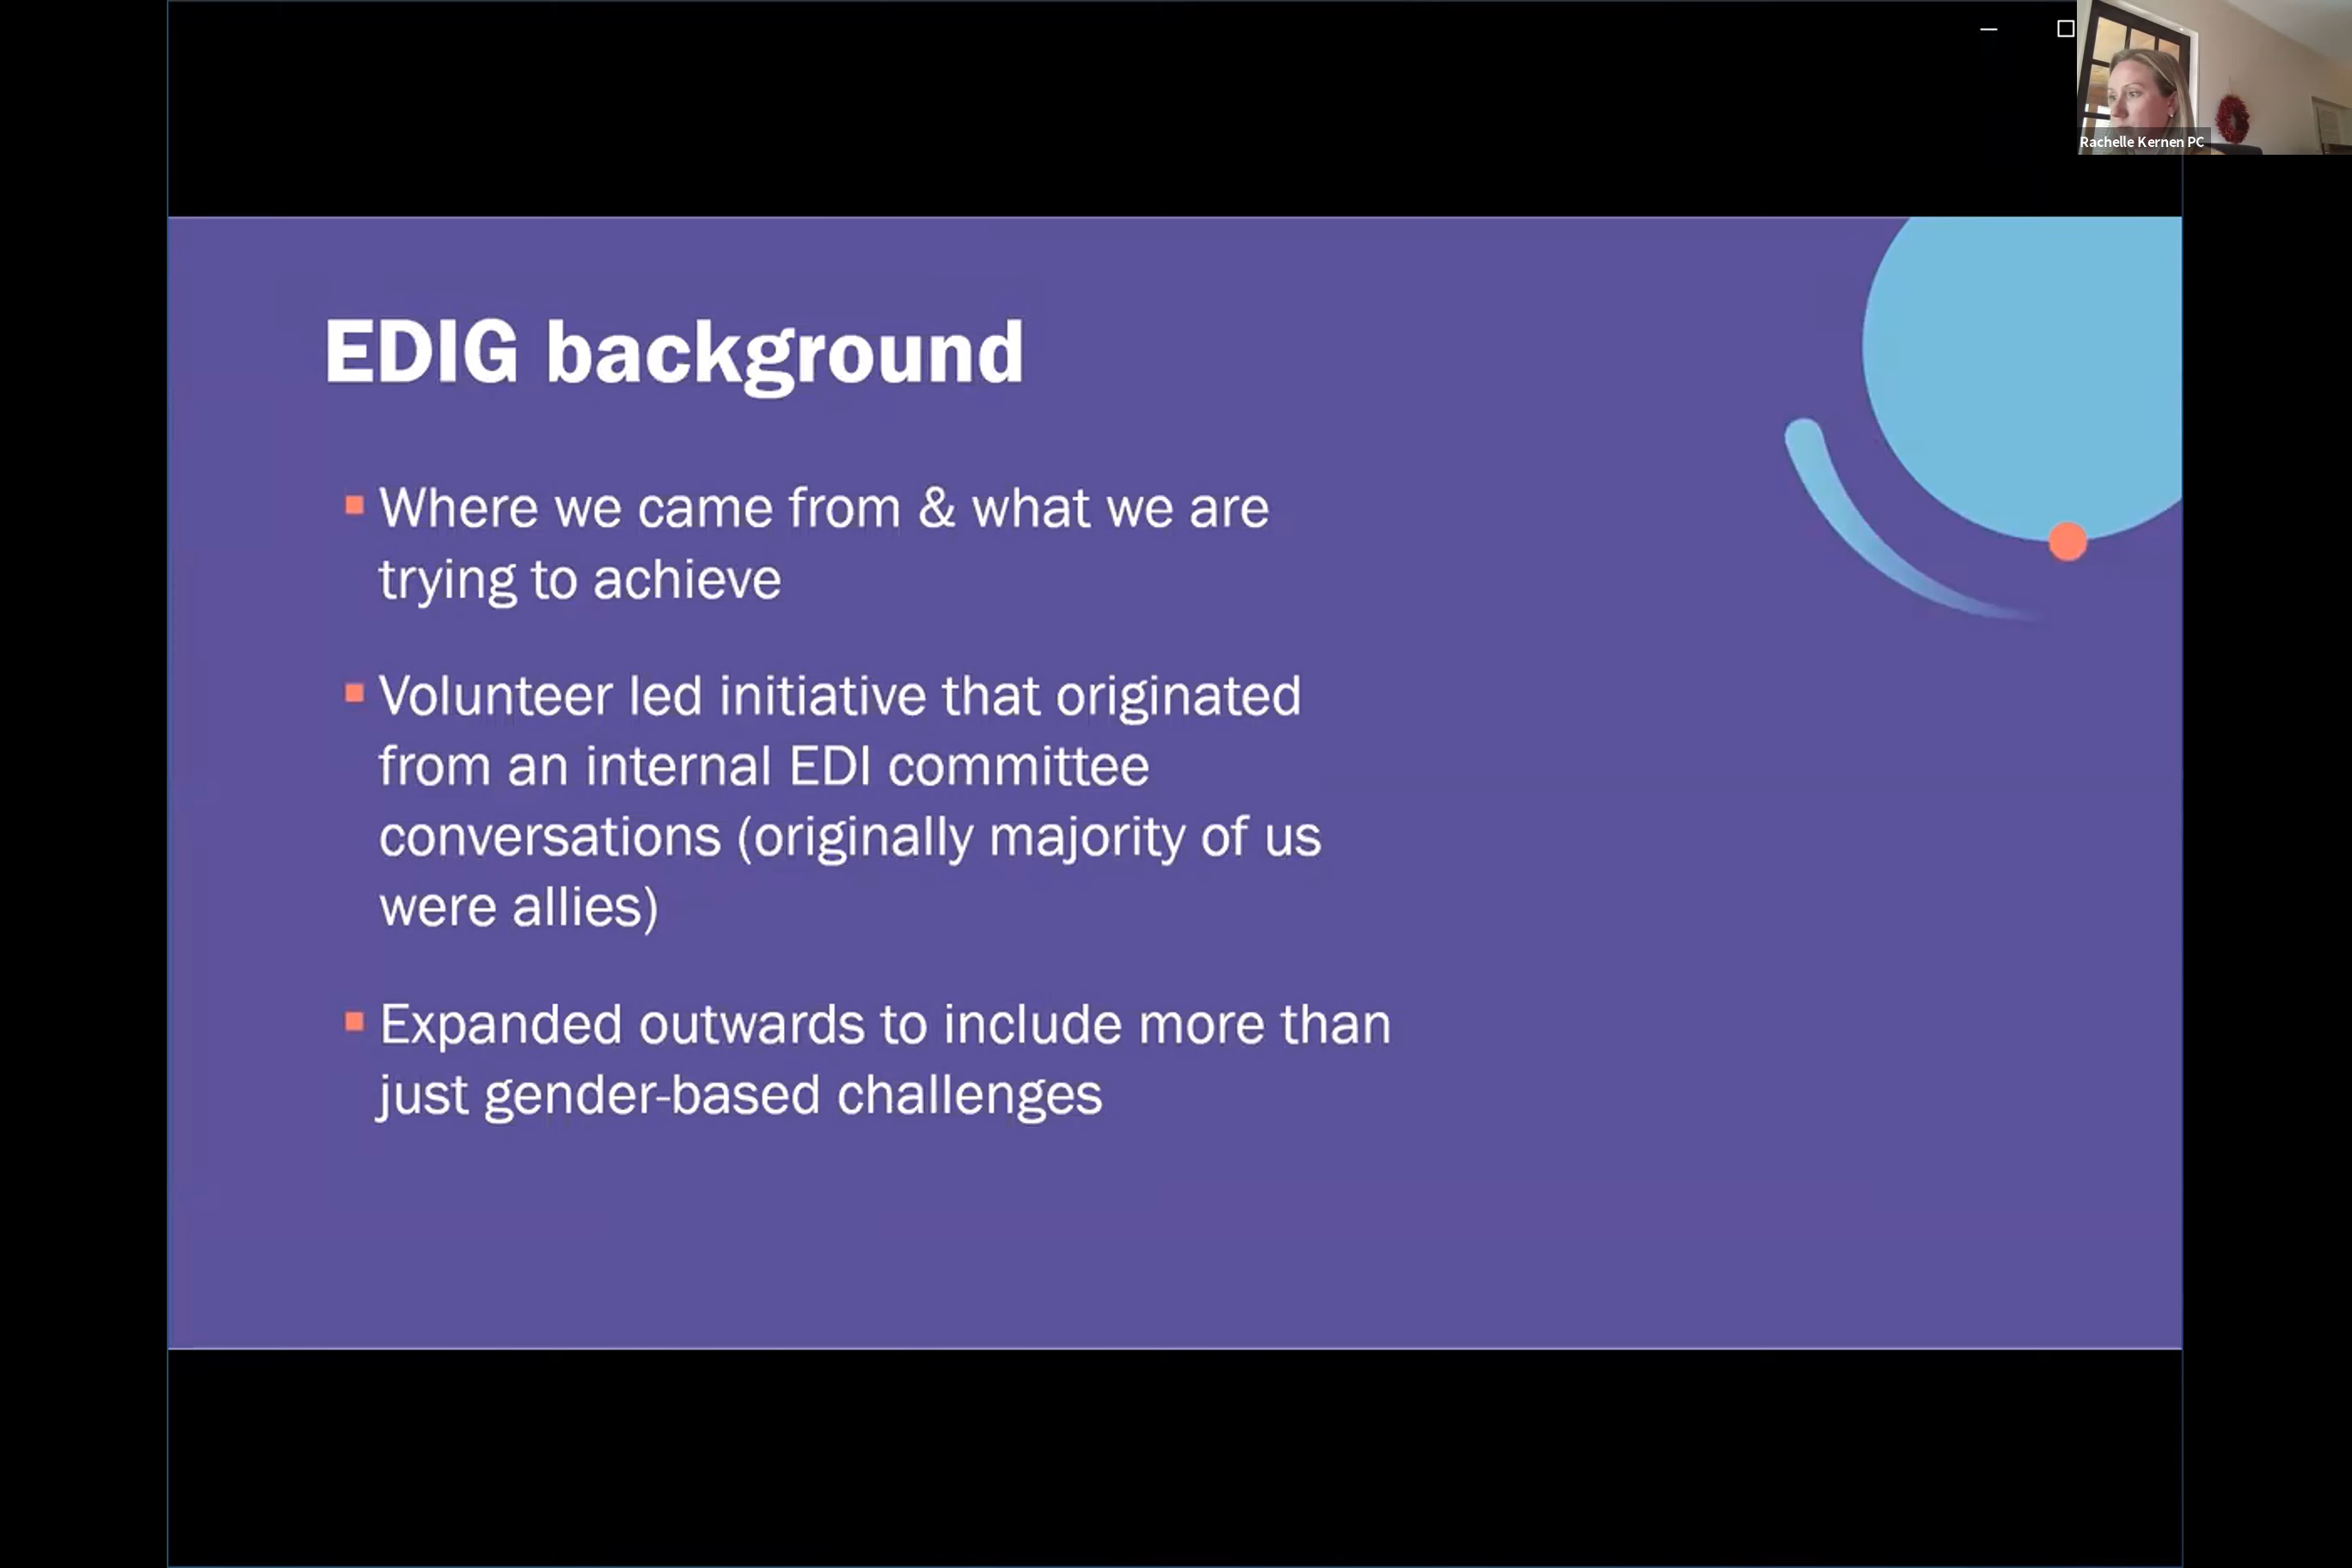 Rachelle Kernen PC
EDIG background
Where we came from & what we are
trying to achieve
Volunteer led initiative that originated
from an internal EDI committee
conversations (originally majority of us
were allies)
Expanded outwards to include more than
just gender-based challenges